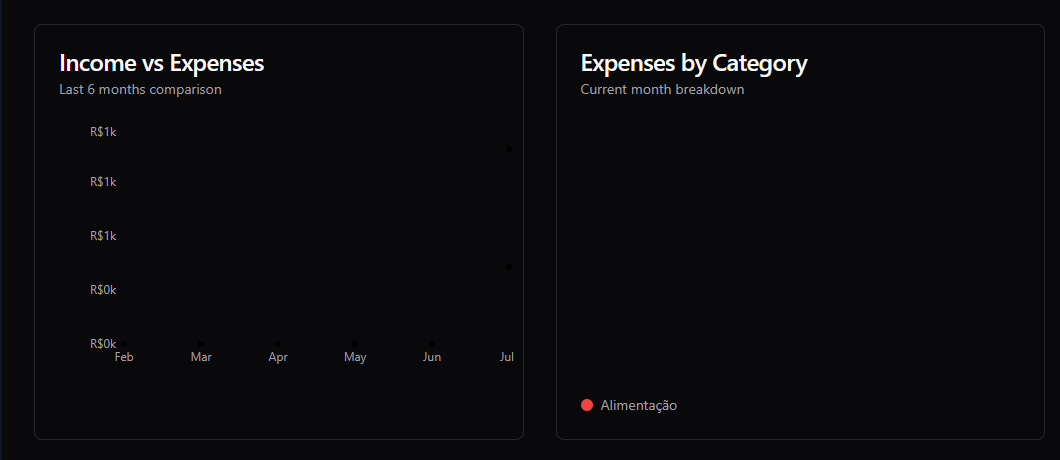 Income vs Expenses
Last 6 months comparison
R$1k
R$1k
R$1k
R$0k
R$0k
Feb Mar Apr May Jun Jul
Expenses by Category
Current month breakdown
Alimentação